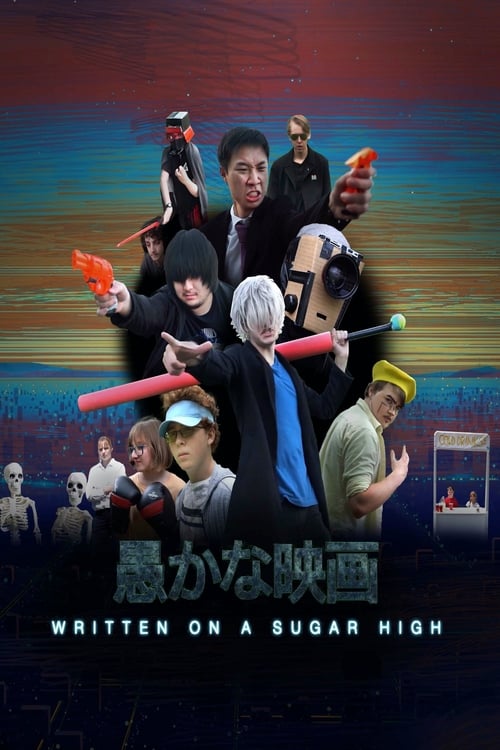 COLD DRINKS
愚かな映画
WRITTEN ON A SUGAR HIGH